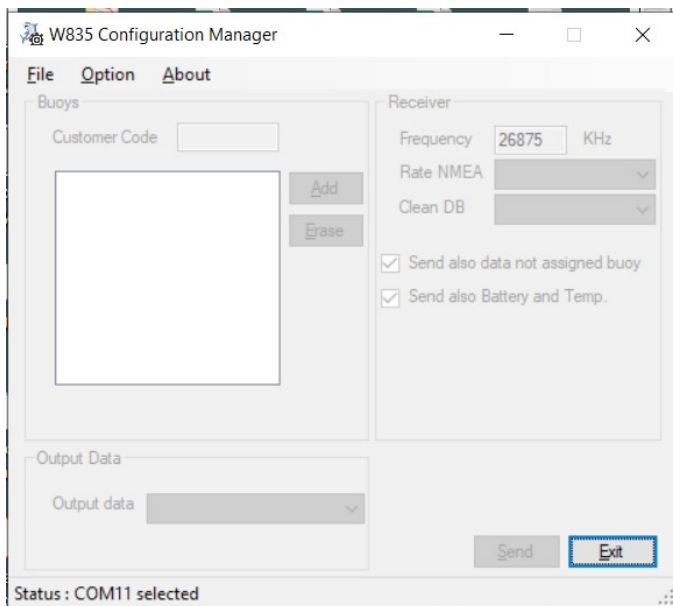 W835 Configuration Manager
File Option About
Buoys
Customer Code
Add
Erase
Receiver
Frequency 26875 KHz
Rate NMEA
Clean DB
Send also data not assigned buoy
Send also Battery and Temp.
Output Data
Output data
Send Exit
Status : COM11 selected